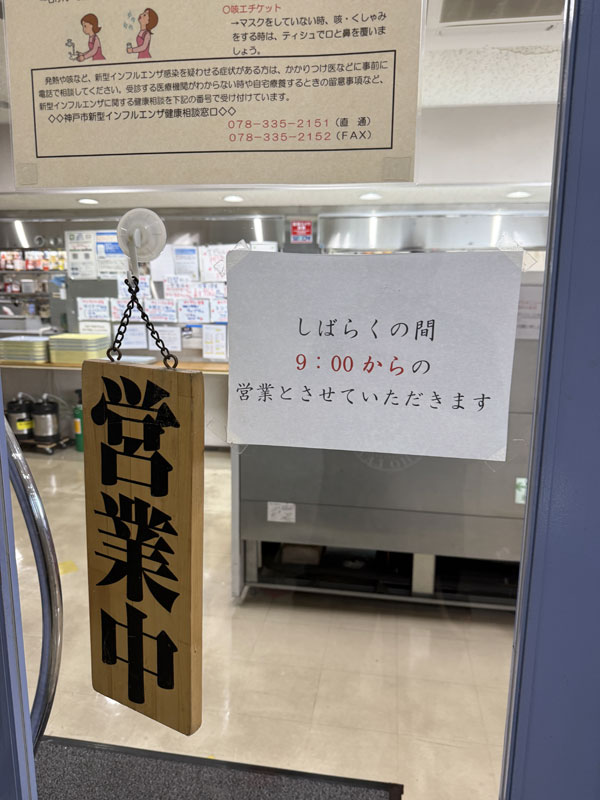 ○咳エチケット
→マスクをしていない時、咳・くしゃみ
をする時は、ティシュで口と鼻を覆いま
しょう。
発熱や咳など、新型インフルエンザ感染を疑わせる症状がある方は、かかりつけ医などに事前に
電話で相談してください。受診する医療機関がわからない時や自宅療養するときの留意事項など、
新型インフルエンザに関する健康相談を下記の番号で受け付けています。
◇◇神戸市新型インフルエンザ健康相談窓口◇◇
078-335-2151（直 通）
078-335-2152（FAX）
しばらくの間
9：00からの
営業とさせていただきます
営業中